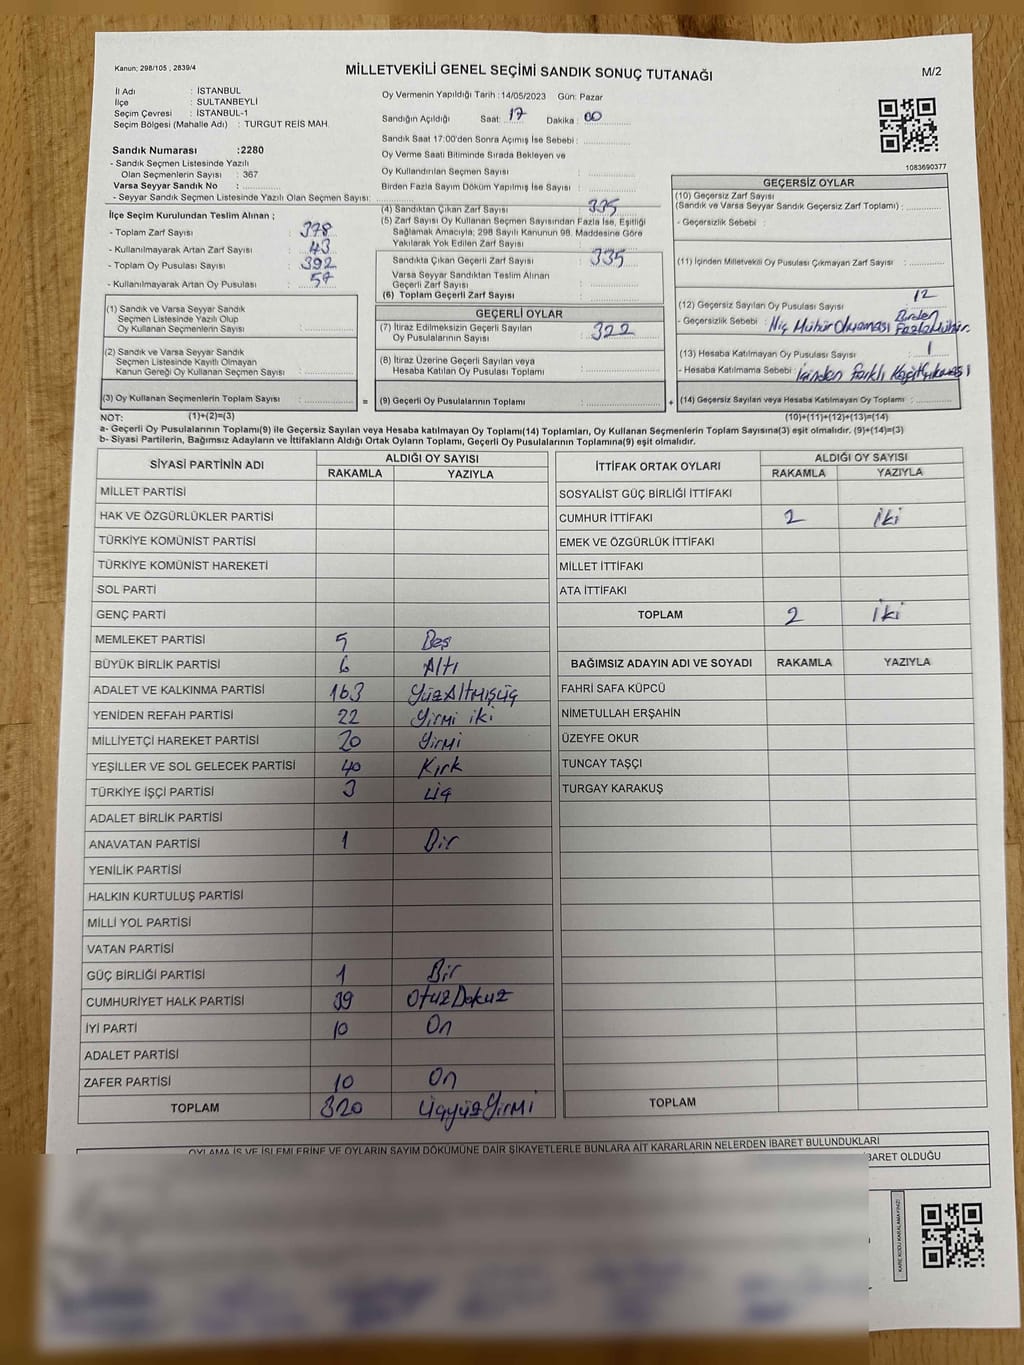 Kanun; 298/105 , 2839/4
MİLLETVEKİLİ GENEL SEÇİMİ SANDIK SONUÇ TUTANAĞI
M/2
İl Adı : İSTANBUL
İlçe : SULTANBEYLİ
Seçim Çevresi : İSTANBUL-1
Seçim Bölgesi (Mahalle Adı) : TURGUT REİS MAH.
Sandık Numarası :2280
- Sandık Seçmen Listesinde Yazılı
Olan Seçmenlerin Sayısı : 367
Varsa Seyyar Sandık No :
- Seyyar Sandık Seçmen Listesinde Yazılı Olan Seçmen Sayısı:
Oy Vermenin Yapıldığı Tarih : 14/05/2023 Gün: Pazar
Sandığın Açıldığı Saat: 17 Dakika : 00
Sandık Saat 17:00'den Sonra Açımış İse Sebebi :
Oy Verme Saati Bitiminde Sırada Bekleyen ve
Oy Kullandırılan Seçmen Sayısı :
Birden Fazla Sayım Döküm Yapılmış İse Sayısı :
1083690377
İlçe Seçim Kurulundan Teslim Alınan ;
- Toplam Zarf Sayısı : 378
- Kullanılmayarak Artan Zarf Sayısı : 43
- Toplam Oy Pusulası Sayısı : 392
- Kullanılmayarak Artan Oy Pusulası : 57
(1) Sandık ve Varsa Seyyar Sandık
Seçmen Listesinde Yazılı Olup
Oy Kullanan Seçmenlerin Sayısı :
(2) Sandık ve Varsa Seyyar Sandık
Seçmen Listesinde Kayıtlı Olmayan
Kanun Gereği Oy Kullanan Seçmen Sayısı :
(3) Oy Kullanan Seçmenlerin Toplam Sayısı :
(4) Sandıktan Çıkan Zarf Sayısı : 335
(5) Zarf Sayısı Oy Kullanan Seçmen Sayısından Fazla İse, Eşitliği
Sağlamak Amacıyla; 298 Sayılı Kanunun 98. Maddesine Göre
Yakılarak Yok Edilen Zarf Sayısı :
Sandıkta Çıkan Geçerli Zarf Sayısı : 335
Varsa Seyyar Sandıktan Teslim Alınan
Geçerli Zarf Sayısı :
(6) Toplam Geçerli Zarf Sayısı :
GEÇERLİ OYLAR
(7) İtiraz Edilmeksizin Geçerli Sayılan
Oy Pusulalarının Sayısı : 322
(8) İtiraz Üzerine Geçerli Sayılan veya
Hesaba Katılan Oy Pusulaları Toplamı :
= (9) Geçerli Oy Pusulalarının Toplamı :
GEÇERSİZ OYLAR
(10) Geçersiz Zarf Sayısı
(Sandık ve Varsa Seyyar Sandık Geçersiz Zarf Toplamı) :
- Geçersizlik Sebebi :
(11) İçinden Milletvekili Oy Pusulası Çıkmayan Zarf Sayısı :
(12) Geçersiz Sayılan Oy Pusulası Sayısı : 12
- Geçersizlik Sebebi : Hiç Mühür Olmaması Birden Fazla Mühür.
(13) Hesaba Katılmayan Oy Pusulası Sayısı : 1
- Hesaba Katılmama Sebebi : İçinden Farklı Kağıt Çıkması
+ (14) Geçersiz Sayılan veya Hesaba Katılmayan Oy Toplamı :
NOT: (1)+(2)=(3) (10)+(11)+(12)+(13)=(14)
a- Geçerli Oy Pusulalarının Toplamı(9) ile Geçersiz Sayılan veya Hesaba katılmayan Oy Toplamı(14) Toplamları, Oy Kullanan Seçmenlerin Toplam Sayısına(3) eşit olmalıdır. (9)+(14)=(3)
b- Siyasi Partilerin, Bağımsız Adayların ve İttifakların Aldığı Ortak Oyların Toplamı, Geçerli Oy Pusulalarının Toplamına(9) eşit olmalıdır.
SİYASİ PARTİNİN ADI ALDIĞI OY SAYISI
RAKAMLA YAZIYLA
MİLLET PARTİSİ
HAK VE ÖZGÜRLÜKLER PARTİSİ
TÜRKİYE KOMÜNİST PARTİSİ
TÜRKİYE KOMÜNİST HAREKETİ
SOL PARTİ
GENÇ PARTİ
MEMLEKET PARTİSİ 5 Beş
BÜYÜK BİRLİK PARTİSİ 6 Altı
ADALET VE KALKINMA PARTİSİ 163 YüzAltmışüç
YENİDEN REFAH PARTİSİ 22 Yirmi iki
MİLLİYETÇİ HAREKET PARTİSİ 20 Yirmi
YEŞİLLER VE SOL GELECEK PARTİSİ 40 Kırk
TÜRKİYE İŞÇİ PARTİSİ 3 üç
ADALET BİRLİK PARTİSİ
ANAVATAN PARTİSİ 1 Bir
YENİLİK PARTİSİ
HALKIN KURTULUŞ PARTİSİ
MİLLİ YOL PARTİSİ
VATAN PARTİSİ
GÜÇ BİRLİĞİ PARTİSİ 1 Bir
CUMHURİYET HALK PARTİSİ 39 OtuzDokuz
İYİ PARTİ 10 On
ADALET PARTİSİ
ZAFER PARTİSİ 10 On
TOPLAM 320 üçyüzYirmi
İTTİFAK ORTAK OYLARI ALDIĞI OY SAYISI
RAKAMLA YAZIYLA
SOSYALİST GÜÇ BİRLİĞİ İTTİFAKI
CUMHUR İTTİFAKI 2 iki
EMEK VE ÖZGÜRLÜK İTTİFAKI
MİLLET İTTİFAKI
ATA İTTİFAKI
TOPLAM 2 iki
BAĞIMSIZ ADAYIN ADI VE SOYADI RAKAMLA YAZIYLA
FAHRİ SAFA KÜPCÜ
NİMETULLAH ERŞAHİN
ÜZEYFE OKUR
TUNCAY TAŞÇI
TURGAY KARAKUŞ
TOPLAM
OYLAMA İŞ VE İŞLEMLERİNE VE OYLARIN SAYIM DÖKÜMÜNE DAİR ŞİKAYETLERLE BUNLARA AİT KARARLARIN NELERDEN İBARET BULUNDUKLARI
BARET OLDUĞU